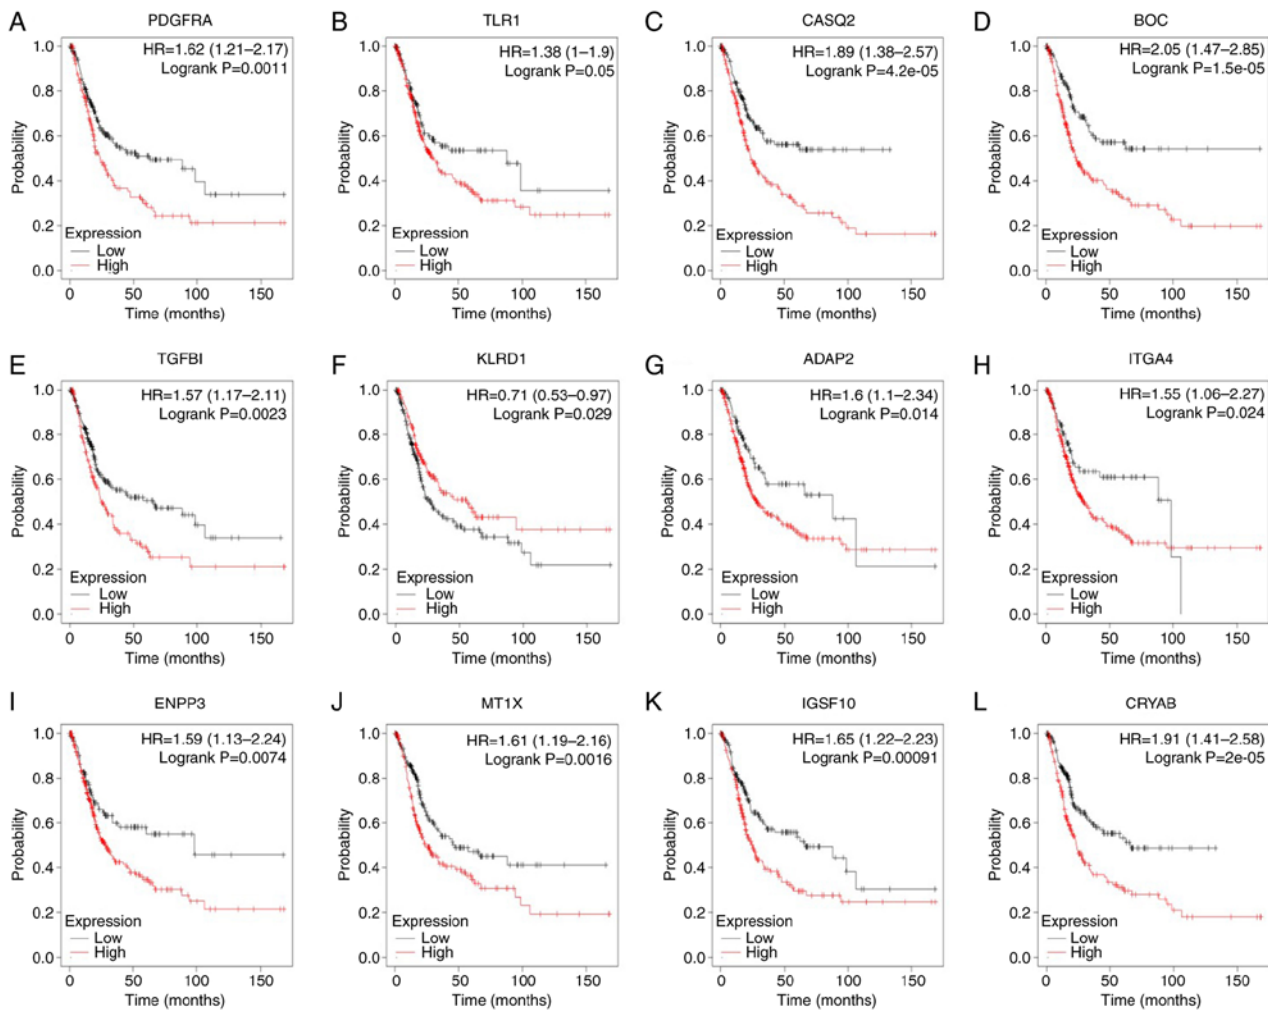 A PDGFRA
HR=1.62 (1.21–2.17)
Logrank P=0.0011
Probability
1.0
0.8
0.6
0.4
0.2
0.0
Expression
Low
High
0 50 100 150
Time (months)
B TLR1
HR=1.38 (1–1.9)
Logrank P=0.05
Probability
1.0
0.8
0.6
0.4
0.2
0.0
Expression
Low
High
0 50 100 150
Time (months)
C CASQ2
HR=1.89 (1.38–2.57)
Logrank P=4.2e-05
Probability
1.0
0.8
0.6
0.4
0.2
0.0
Expression
Low
High
0 50 100 150
Time (months)
D BOC
HR=2.05 (1.47–2.85)
Logrank P=1.5e-05
Probability
1.0
0.8
0.6
0.4
0.2
0.0
Expression
Low
High
0 50 100 150
Time (months)
E TGFBI
HR=1.57 (1.17–2.11)
Logrank P=0.0023
Probability
1.0
0.8
0.6
0.4
0.2
0.0
Expression
Low
High
0 50 100 150
Time (months)
F KLRD1
HR=0.71 (0.53–0.97)
Logrank P=0.029
Probability
1.0
0.8
0.6
0.4
0.2
0.0
Expression
Low
High
0 50 100 150
Time (months)
G ADAP2
HR=1.6 (1.1–2.34)
Logrank P=0.014
Probability
1.0
0.8
0.6
0.4
0.2
0.0
Expression
Low
High
0 50 100 150
Time (months)
H ITGA4
HR=1.55 (1.06–2.27)
Logrank P=0.024
Probability
1.0
0.8
0.6
0.4
0.2
0.0
Expression
Low
High
0 50 100 150
Time (months)
I ENPP3
HR=1.59 (1.13–2.24)
Logrank P=0.0074
Probability
1.0
0.8
0.6
0.4
0.2
0.0
Expression
Low
High
0 50 100 150
Time (months)
J MT1X
HR=1.61 (1.19–2.16)
Logrank P=0.0016
Probability
1.0
0.8
0.6
0.4
0.2
0.0
Expression
Low
High
0 50 100 150
Time (months)
K IGSF10
HR=1.65 (1.22–2.23)
Logrank P=0.00091
Probability
1.0
0.8
0.6
0.4
0.2
0.0
Expression
Low
High
0 50 100 150
Time (months)
L CRYAB
HR=1.91 (1.41–2.58)
Logrank P=2e-05
Probability
1.0
0.8
0.6
0.4
0.2
0.0
Expression
Low
High
0 50 100 150
Time (months)